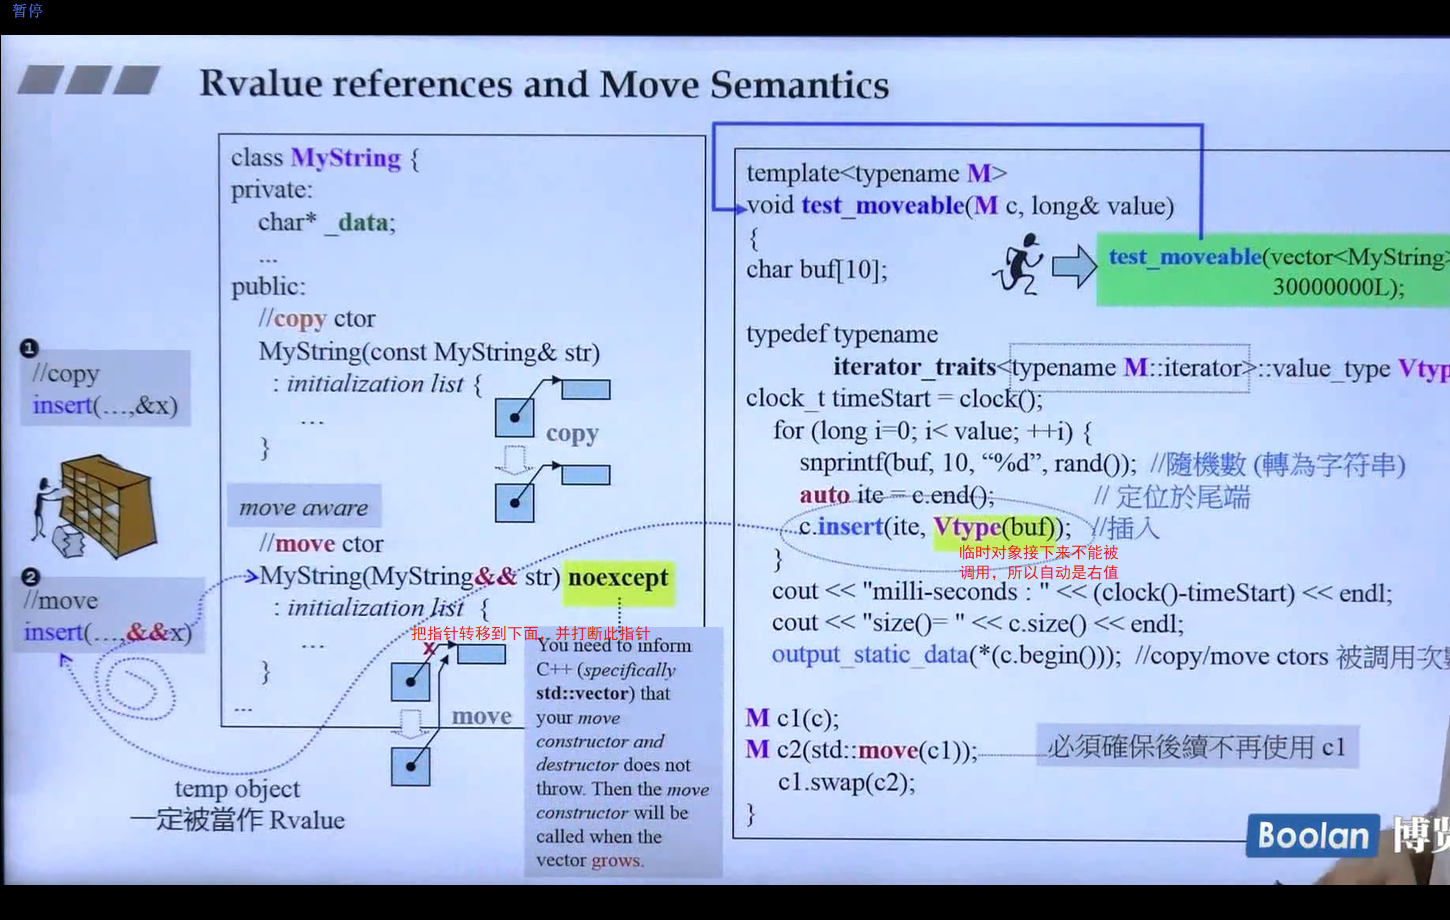 暂停
Rvalue references and Move Semantics
class MyString {
private:
char* _data;
...
public:
//copy ctor
MyString(const MyString& str)
: initialization list {
...
}
copy
move aware
//move ctor
MyString(MyString&& str) noexcept
: initialization list {
把指针转移到下面，并打断此指针
...
x
}
...
move
You need to inform
C++ (specifically
std::vector) that
your move
constructor and
destructor does not
throw. Then the move
constructor will be
called when the
vector grows.
1
//copy
insert(…,&x)
2
//move
insert(…,&&x)
temp object
一定被當作 Rvalue
template<typename M>
void test_moveable(M c, long& value)
{
char buf[10];
test_moveable(vector<MyString>
30000000L);
typedef typename
iterator_traits<typename M::iterator>::value_type Vtyp
clock_t timeStart = clock();
for (long i=0; i< value; ++i) {
snprintf(buf, 10, “%d”, rand()); //隨機數 (轉為字符串)
auto ite = c.end(); // 定位於尾端
c.insert(ite, Vtype(buf)); //插入
临时对象接下来不能被
调用，所以自动是右值
}
cout << "milli-seconds : " << (clock()-timeStart) << endl;
cout << "size()= " << c.size() << endl;
output_static_data(*(c.begin())); //copy/move ctors 被調用次
M c1(c);
M c2(std::move(c1)); 必須確保後續不再使用 c1
c1.swap(c2);
}
Boolan 博